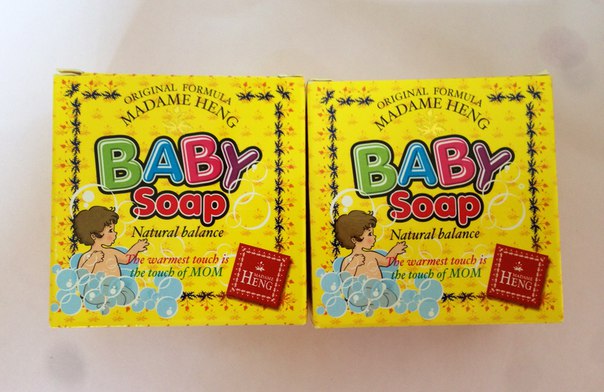 ORIGINAL FORMULA
MADAME HENG
BABY
Soap
Natural balance
The warmest touch is
the touch of MOM
MADAME
HENG
ORIGINAL FORMULA
MADAME HENG
BABY
Soap
Natural balance
The warmest touch is
the touch of MOM
MADAME
HENG